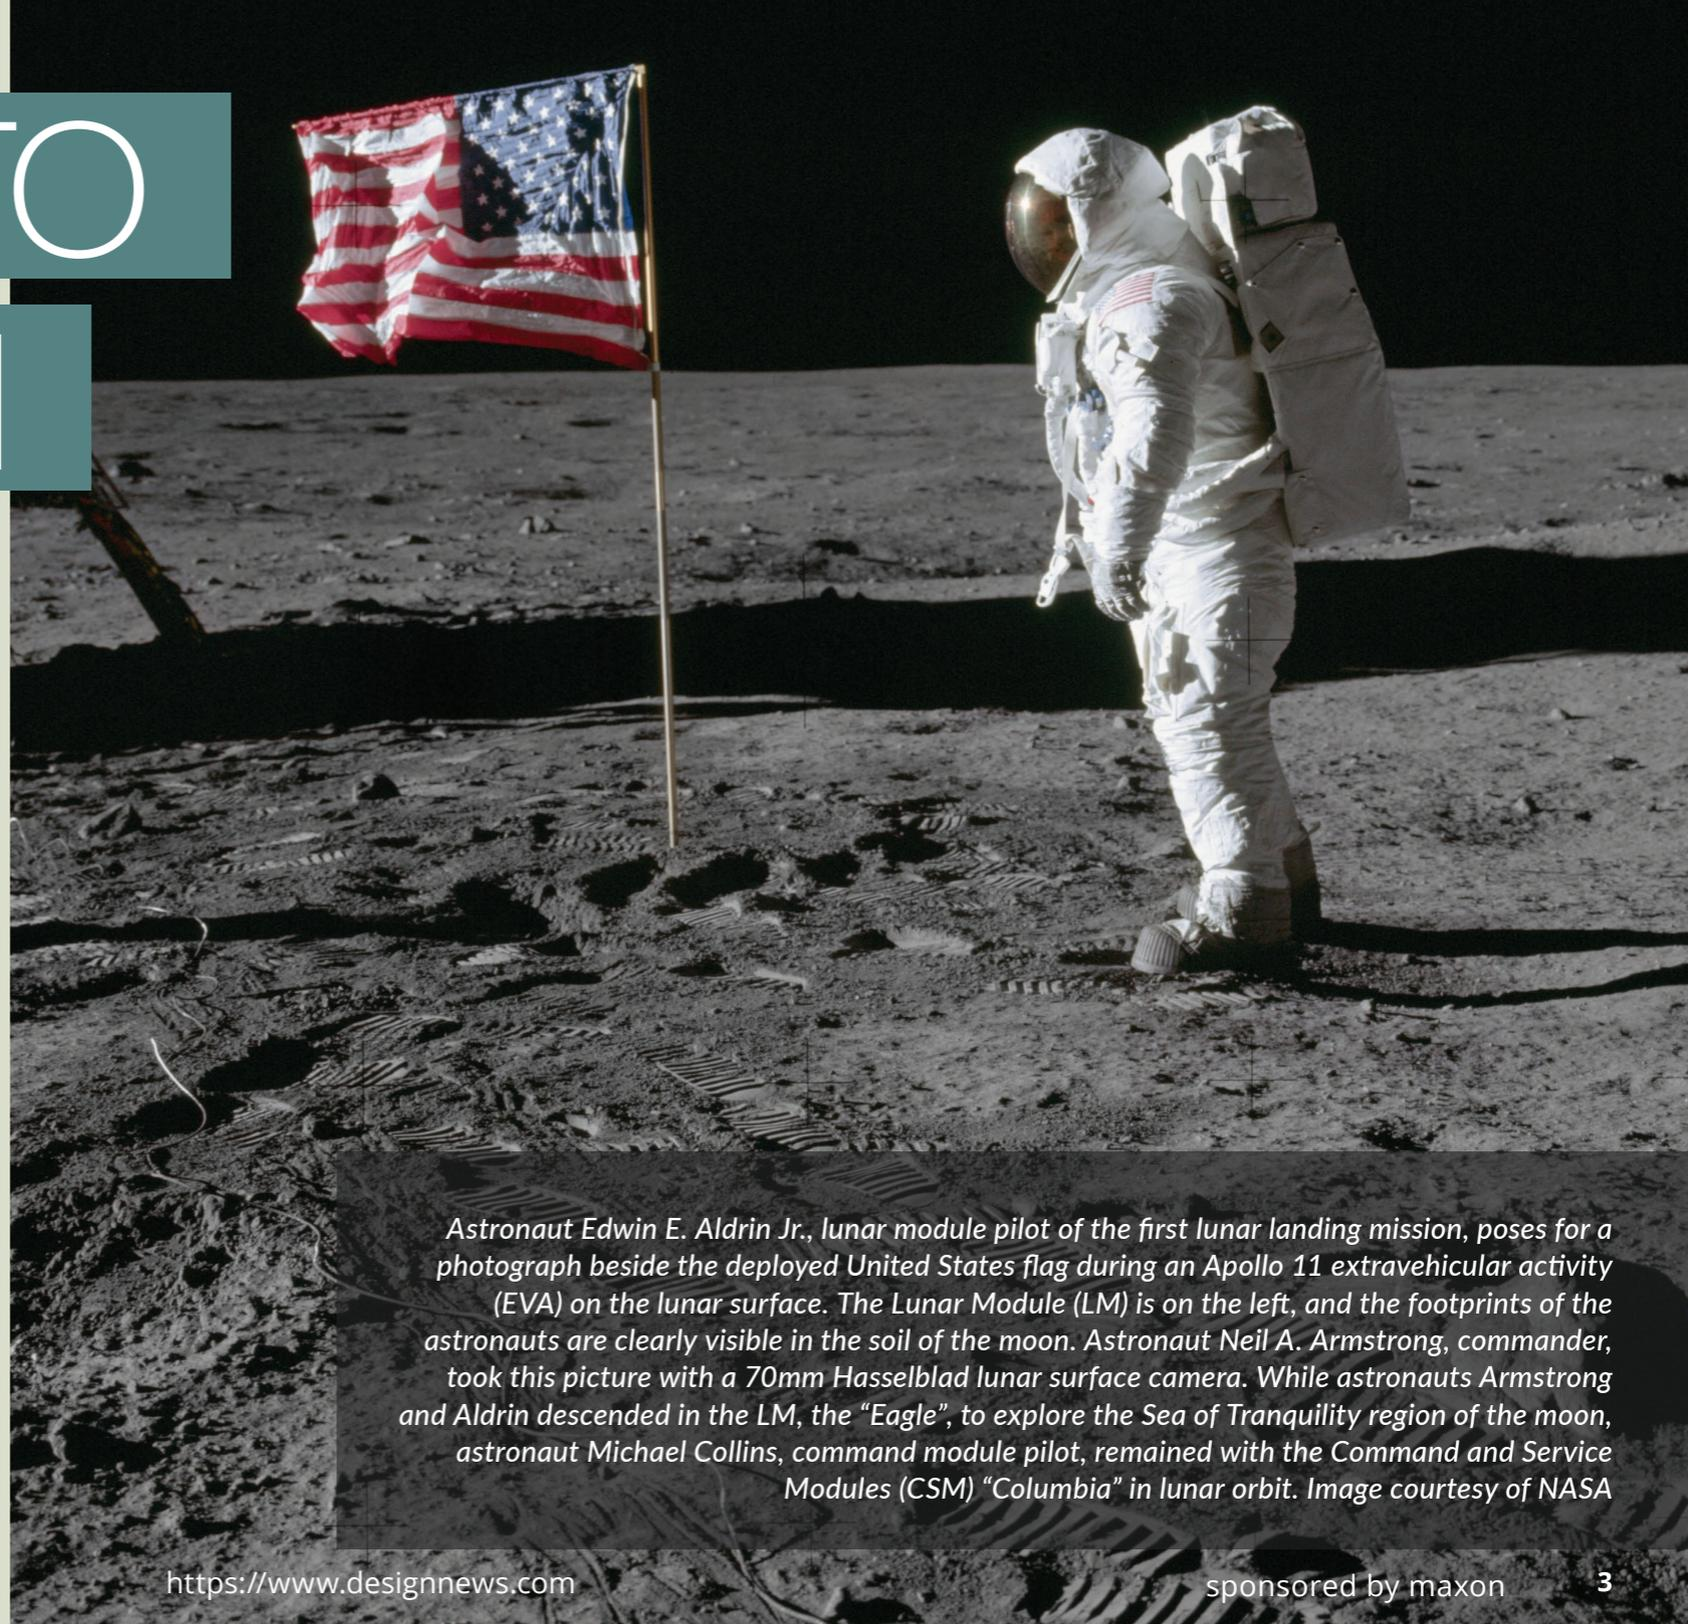 TO
Astronaut Edwin E. Aldrin Jr., lunar module pilot of the first lunar landing mission, poses for a
photograph beside the deployed United States flag during an Apollo 11 extravehicular activity
(EVA) on the lunar surface. The Lunar Module (LM) is on the left, and the footprints of the
astronauts are clearly visible in the soil of the moon. Astronaut Neil A. Armstrong, commander,
took this picture with a 70mm Hasselblad lunar surface camera. While astronauts Armstrong
and Aldrin descended in the LM, the “Eagle”, to explore the Sea of Tranquility region of the moon,
astronaut Michael Collins, command module pilot, remained with the Command and Service
Modules (CSM) “Columbia” in lunar orbit. Image courtesy of NASA
https://www.designnews.com
sponsored by maxon
3